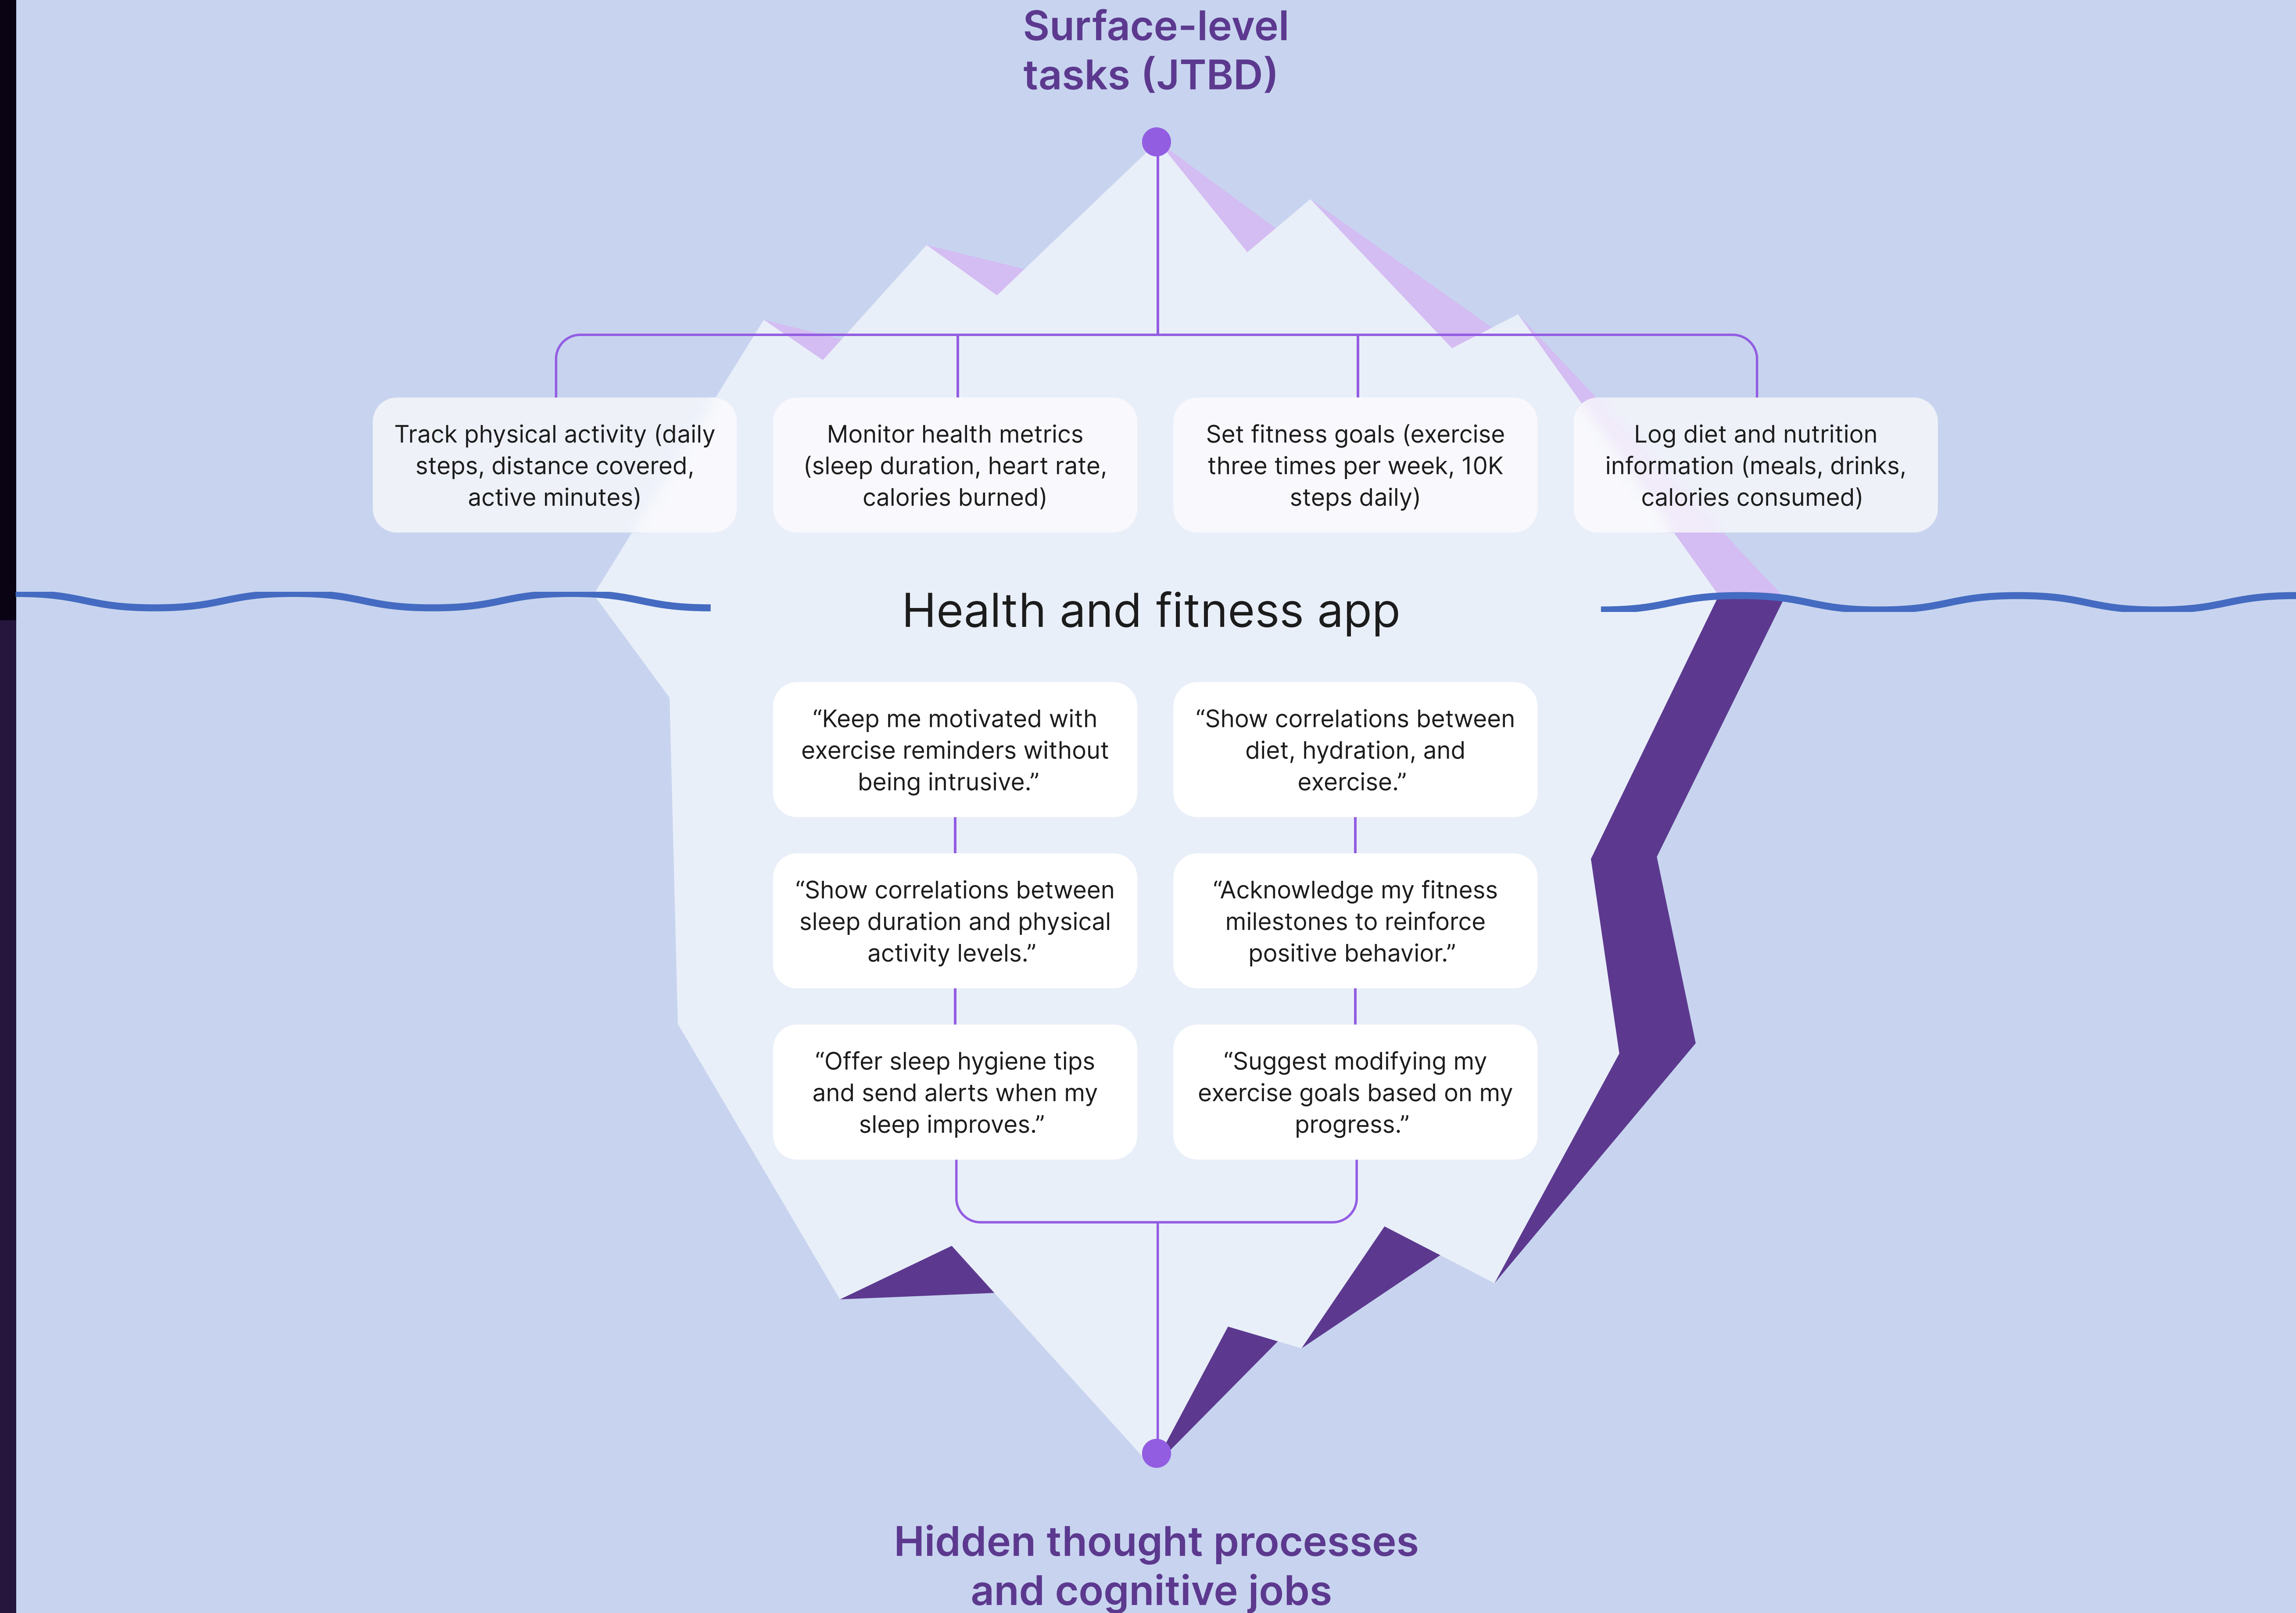 Surface-level
tasks (JTBD)
Track physical activity (daily
steps, distance covered,
active minutes)
Monitor health metrics
(sleep duration, heart rate,
calories burned)
Set fitness goals (exercise
three times per week, 10K
steps daily)
Log diet and nutrition
information (meals, drinks,
calories consumed)
Health and fitness app
“Keep me motivated with
exercise reminders without
being intrusive.”
“Show correlations between
diet, hydration, and
exercise.”
“Show correlations between
sleep duration and physical
activity levels.”
“Acknowledge my fitness
milestones to reinforce
positive behavior.”
“Offer sleep hygiene tips
and send alerts when my
sleep improves.”
“Suggest modifying my
exercise goals based on my
progress.”
Hidden thought processes
and cognitive jobs